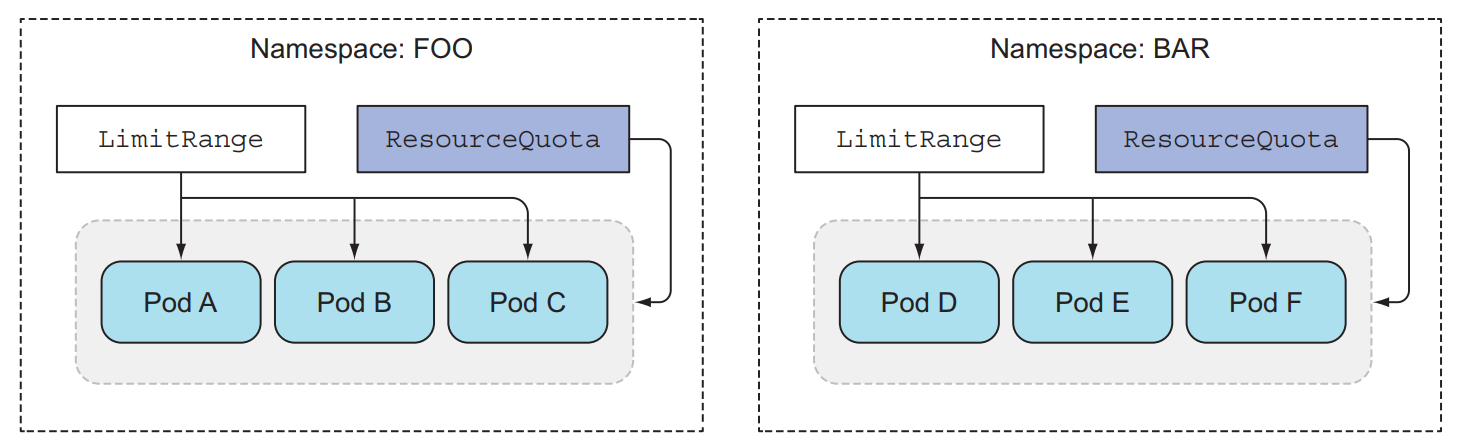 Namespace: FOO
LimitRange
ResourceQuota
Pod A
Pod B
Pod C
Namespace: BAR
LimitRange
ResourceQuota
Pod D
Pod E
Pod F